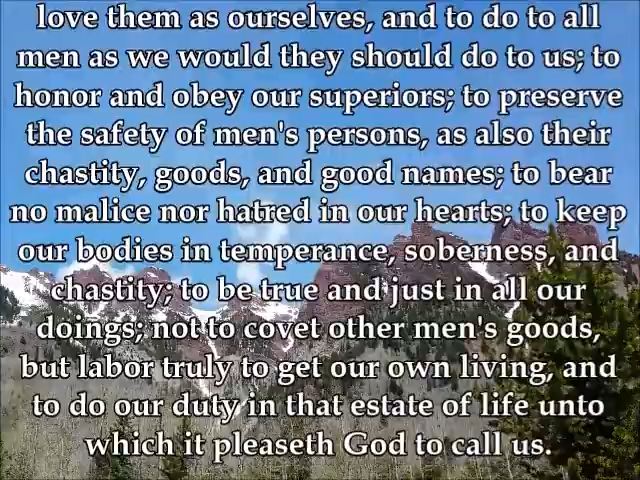 love them as ourselves, and to do to all
men as we would they should do to us; to
honor and obey our superiors; to preserve
the safety of men's persons, as also their
chastity, goods, and good names; to bear
no malice nor hatred in our hearts; to keep
our bodies in temperance, soberness, and
chastity; to be true and just in all our
doings; not to covet other men's goods,
but labor truly to get our own living, and
to do our duty in that estate of life unto
which it pleaseth God to call us.